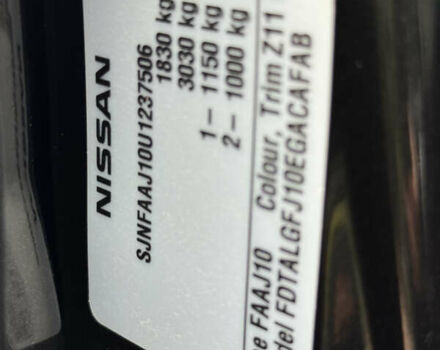 NISSAN
SJNFAAJ10U1237506
1830 kg
3030 kg
1– 1150 kg
2– 1000 kg
e FAAJ10 Colour, Trim Z11
del FDTALGFJ10EGACAFAB